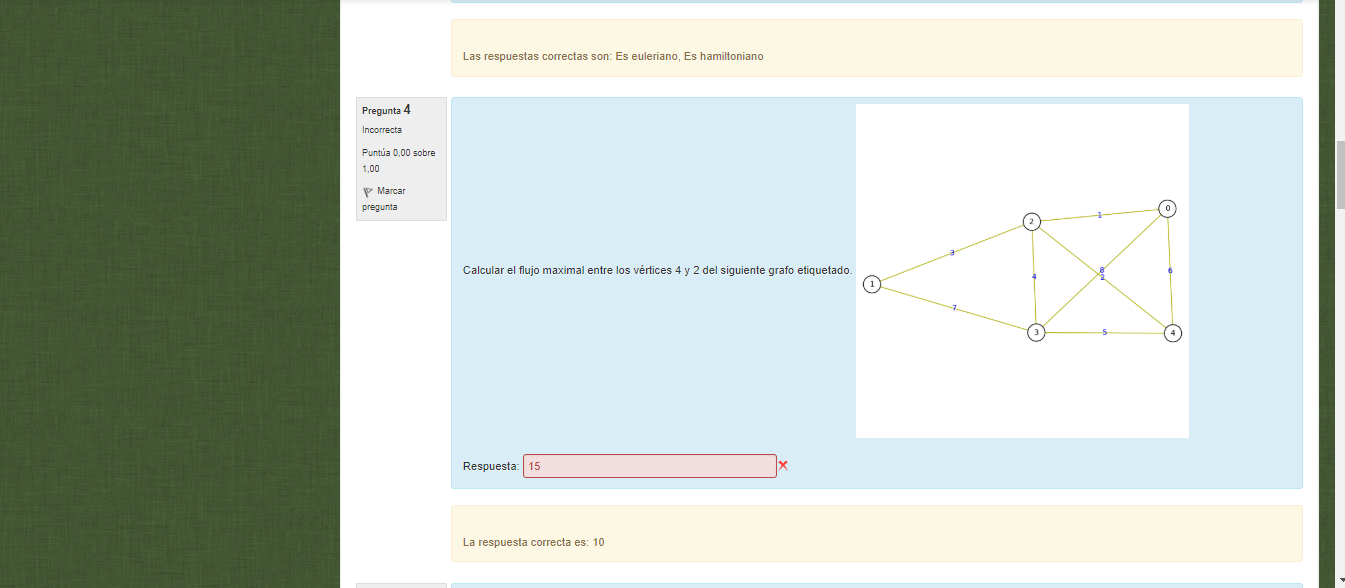 Las respuestas correctas son: Es euleriano, Es hamiltoniano
Pregunta 4
Incorrecta
Puntúa 0,00 sobre
1,00
Marcar
pregunta
Calcular el flujo maximal entre los vértices 4 y 2 del siguiente grafo etiquetado.
0
1
2
3
1
4
8
2
6
7
3
5
4
Respuesta: 15
La respuesta correcta es: 10